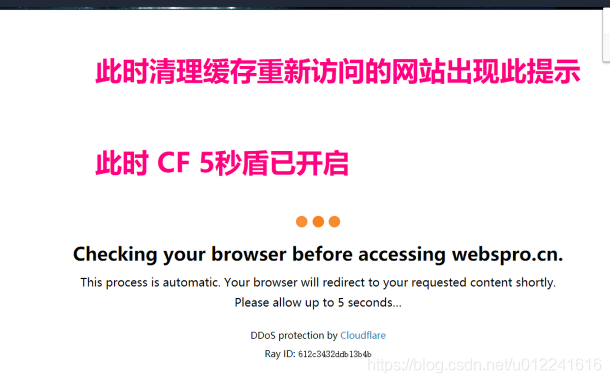 此时清理缓存重新访问的网站出现此提示
此时 CF 5秒盾已开启
Checking your browser before accessing webspro.cn.
This process is automatic. Your browser will redirect to your requested content shortly.
Please allow up to 5 seconds...
DDoS protection by Cloudflare
Ray ID: 612c3432ddb13b4b
https://blog.csdn.net/u012241616